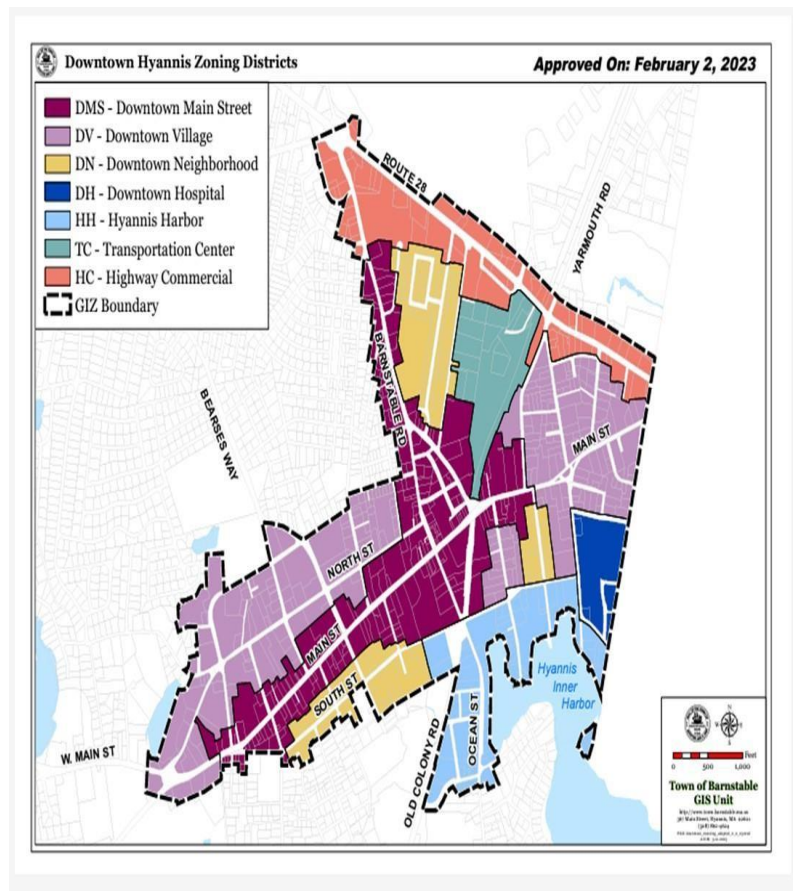 Downtown Hyannis Zoning Districts
Approved On: February 2, 2023
DMS - Downtown Main Street
DV - Downtown Village
DN - Downtown Neighborhood
DH - Downtown Hospital
HH - Hyannis Harbor
TC - Transportation Center
HC - Highway Commercial
GIZ Boundary
ROUTE 28
YARMOUTH RD
BARNSTABLE RD
BEARSES WAY
MAIN ST
NORTH ST
MAIN ST
SOUTH ST
W. MAIN ST
OLD COLONY RD
OCEAN ST
Hyannis
Inner
Harbor
N
Feet
0 500 1,000
Town of Barnstable
GIS Unit